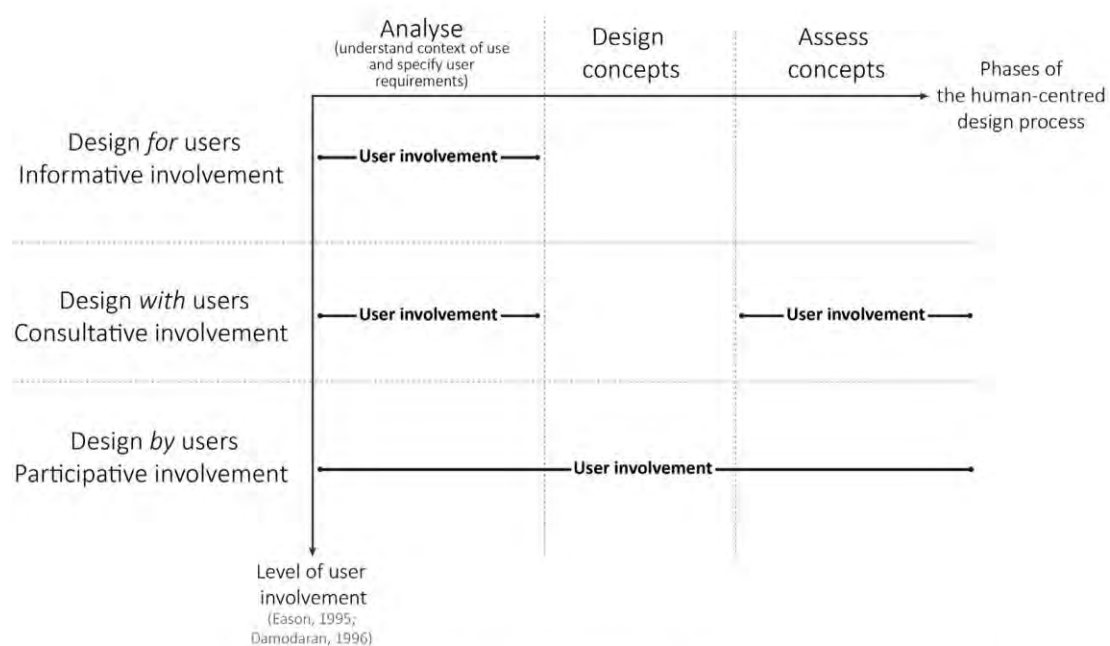 Analyse
(understand context of use
and specify user
requirements)
Design
concepts
Assess
concepts
Phases of
the human-centred
design process
Design for users
Informative involvement
User involvement
Design with users
Consultative involvement
User involvement
User involvement
Design by users
Participative involvement
User involvement
Level of user
involvement
(Eason, 1995;
Damodaran, 1996)